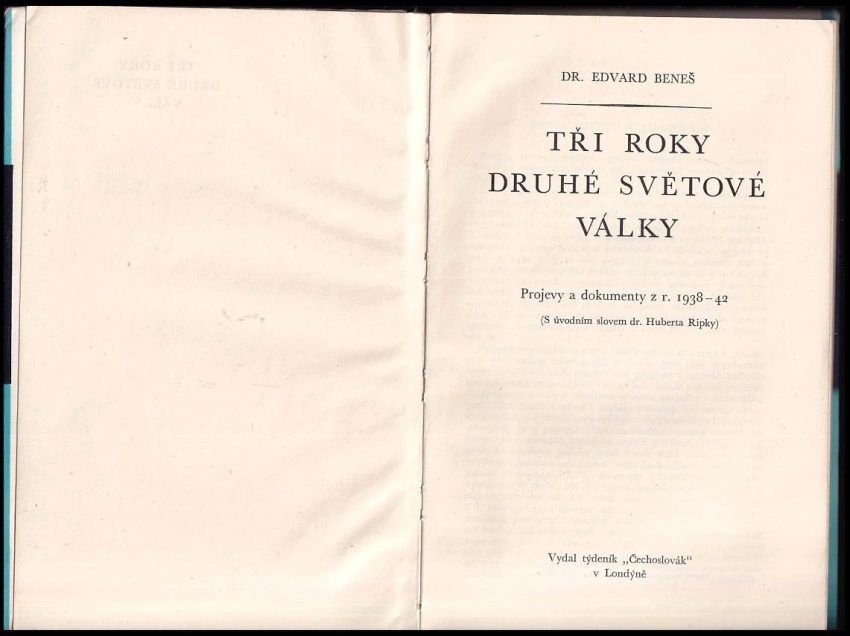 DR. EDVARD BENEŠ
TŘI ROKY
DRUHÉ SVĚTOVÉ
VÁLKY
Projevy a dokumenty z r. 1938–42
(S úvodním slovem dr. Huberta Ripky)
Vydal týdeník „Čechoslovák“
v Londýně